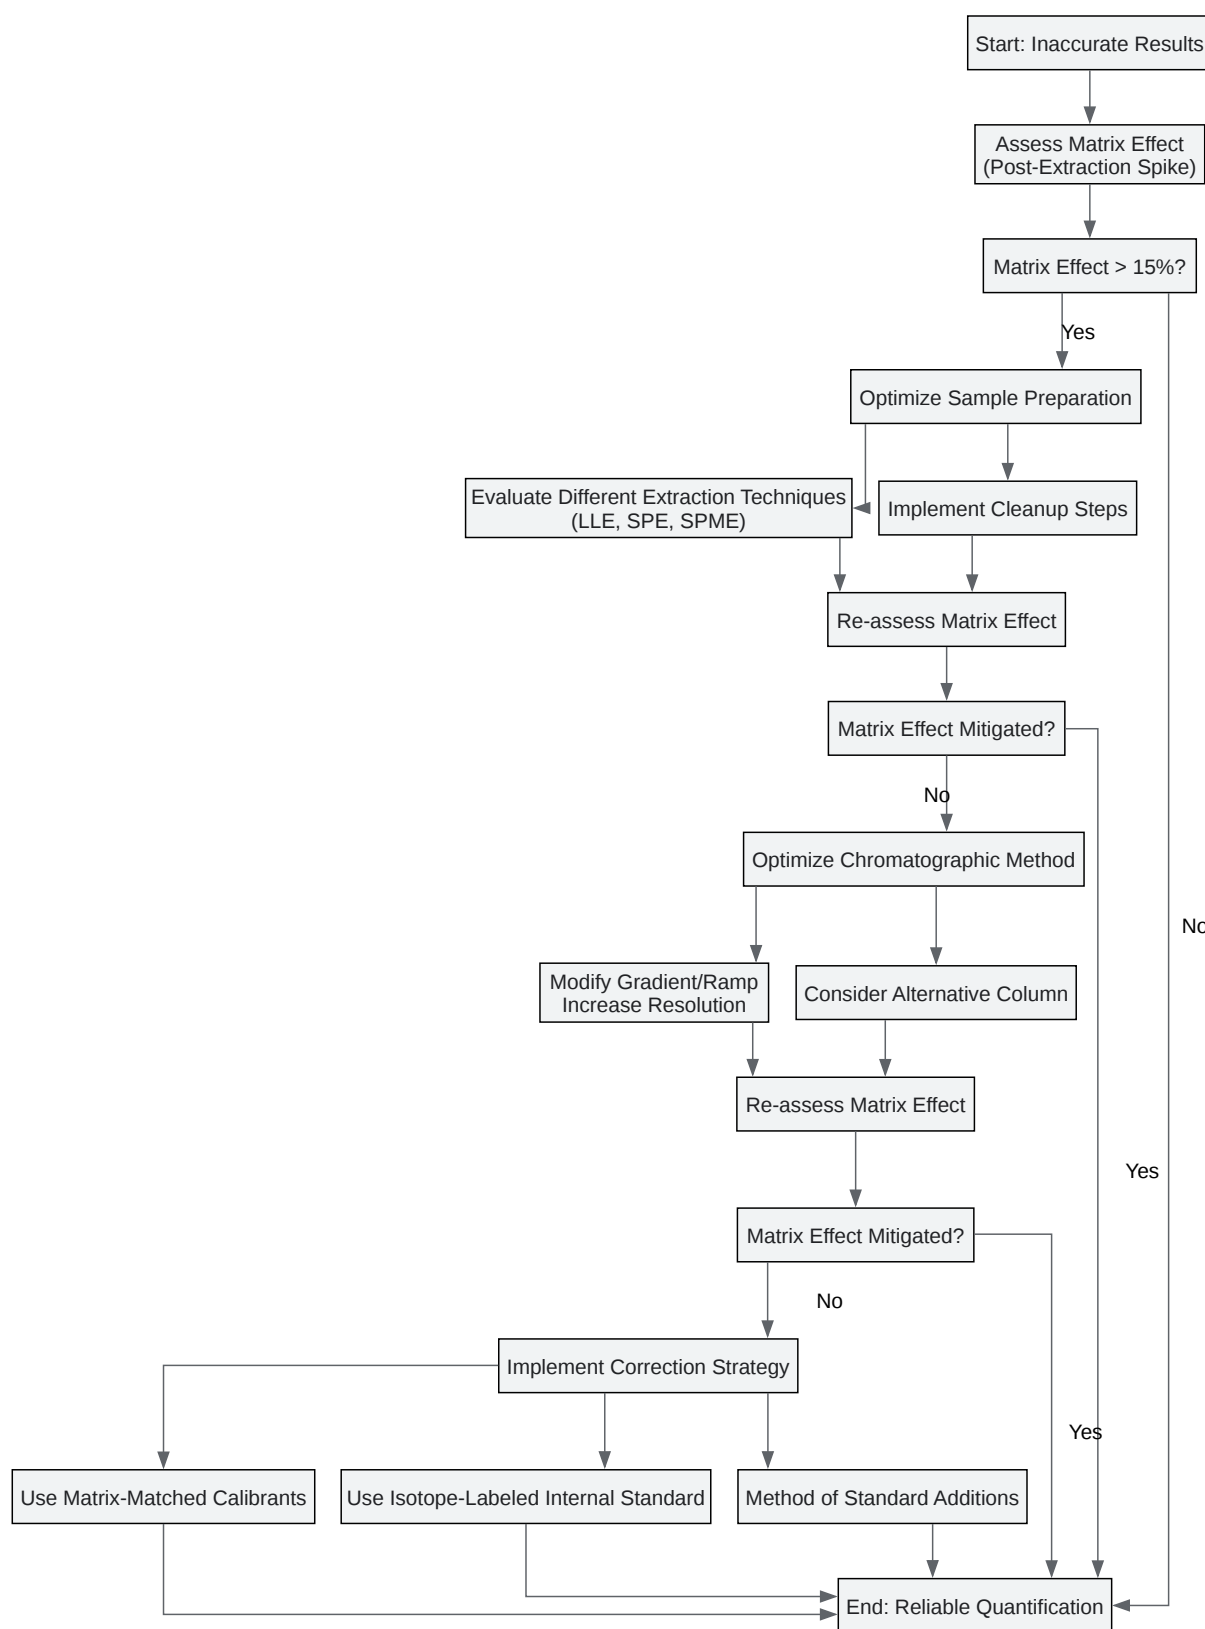 Start: Inaccurate Results
Assess Matrix Effect
(Post-Extraction Spike)
Matrix Effect > 15%?
Yes
Optimize Sample Preparation
Evaluate Different Extraction Techniques
(LLE, SPE, SPME)
Implement Cleanup Steps
Re-assess Matrix Effect
Matrix Effect Mitigated?
No
Optimize Chromatographic Method
No
Modify Gradient/Ramp
Increase Resolution
Consider Alternative Column
Re-assess Matrix Effect
Yes
Matrix Effect Mitigated?
No
Implement Correction Strategy
Yes
Use Matrix-Matched Calibrants
Use Isotope-Labeled Internal Standard
Method of Standard Additions
End: Reliable Quantification